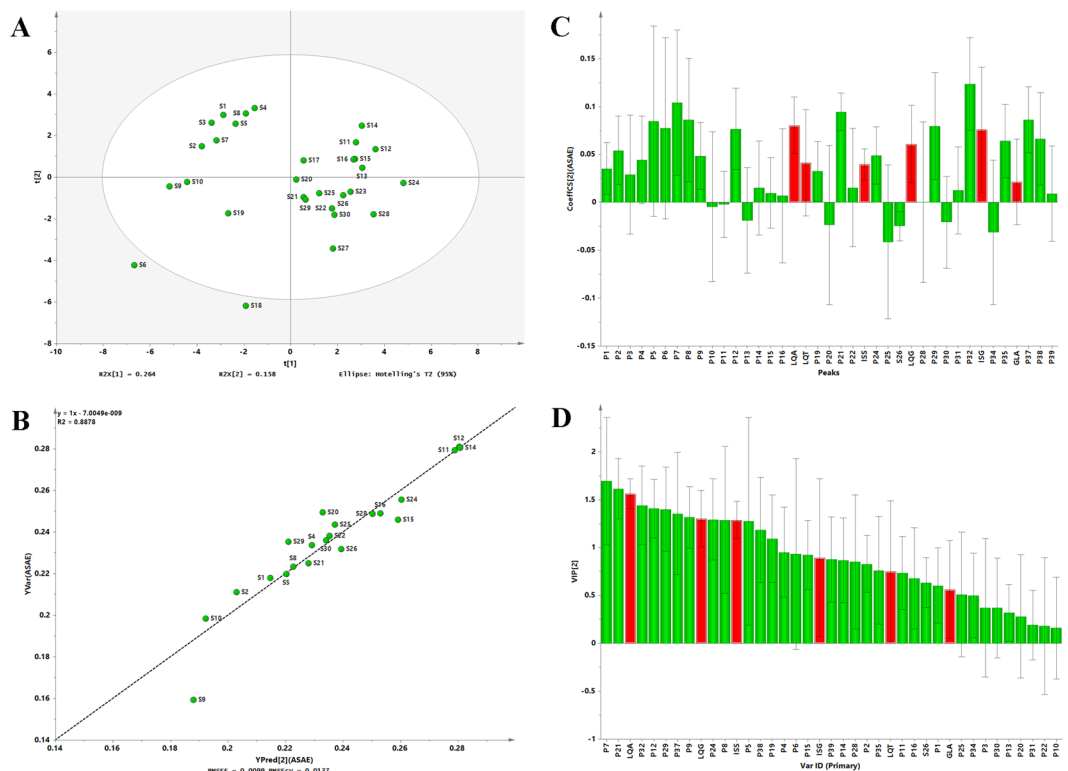 A
t[2]
6
4
2
0
-2
-4
-6
-8
S1
S8
S4
S3
S5
S7
S2
S9
S10
S19
S6
S18
S14
S11
S12
S17
S16
S15
S13
S20
S24
S25
S23
S21
S29
S22
S26
S30
S28
S27
-10 -8 -6 -4 -2 0 2 4 6 8
t[1]
R2X[1] = 0.264 R2X[2] = 0.158 Ellipse: Hotelling's T2 (95%)
B
y = 1x - 7.0049e-009
R2 = 0.8878
YVar(ASAE)
0.28
0.26
0.24
0.22
0.2
0.18
0.16
0.14
S12
S11
S14
S24
S16
S28
S15
S20
S25
S22
S4
S29
S30
S26
S21
S8
S5
S1
S2
S10
S9
0.14 0.16 0.18 0.2 0.22 0.24 0.26 0.28
YPred[2](ASAE)
C
CoeffCS[2](ASAE)
0.15
0.1
0.05
0
-0.05
-0.1
-0.15
P1 P2 P3 P4 P5 P6 P7 P8 P9 P10 P11 P12 P13 P14 P15 P16 LQA LQT P19 P20 P21 P22 ISS P24 P25 S26 LQG P28 P29 P30 P31 P32 ISG P34 P35 GLA P37 P38 P39
Peaks
D
VIP[2]
2
1.5
1
0.5
0
-0.5
-1
P7 P21 LQA P32 P12 P29 P37 P9 LQG P24 P8 ISS P5 P38 P19 P4 P6 P15 ISG P39 P14 P28 P2 P35 LQT P11 P16 S26 P1 GLA P25 P34 P3 P30 P13 P20 P31 P22 P10
Var ID (Primary)